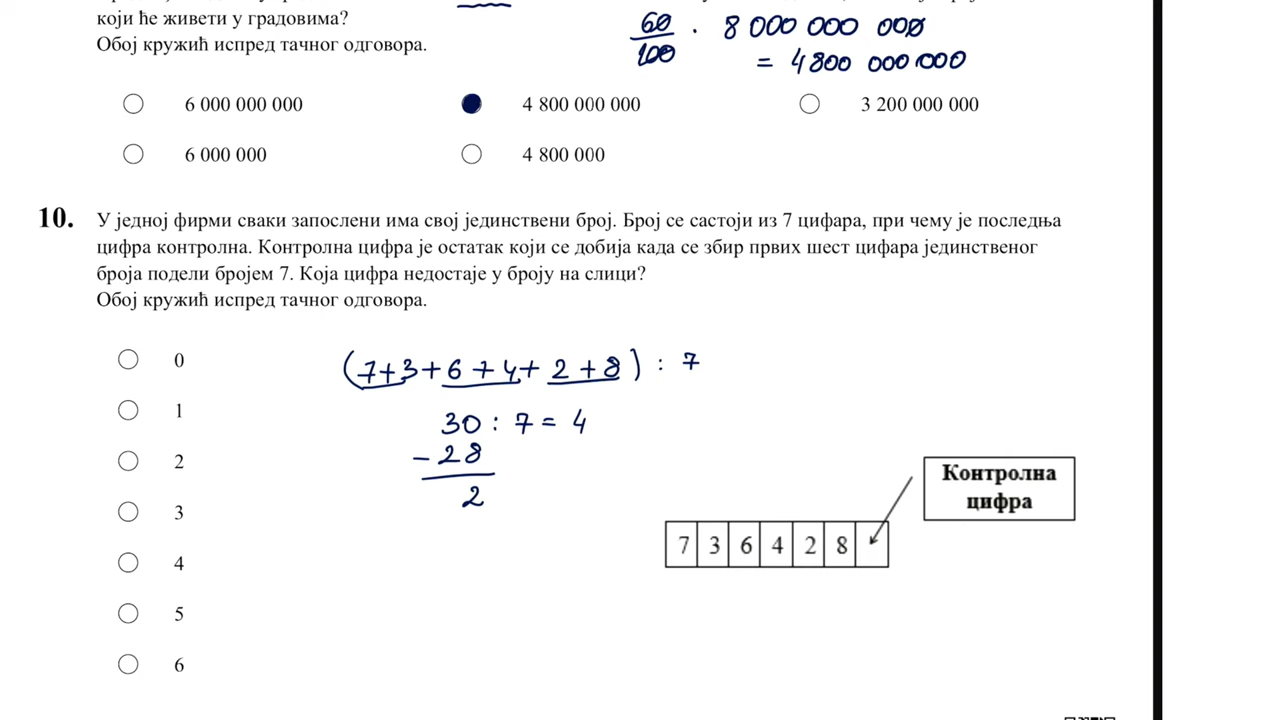 који ће живети у градовима?
Обој кружић испред тачног одговора.
60/100 · 8 000 000 000
= 4 800 000 000
6 000 000 000 4 800 000 000 3 200 000 000
6 000 000 4 800 000
10. У једној фирми сваки запослени има свој јединствени број. Број се састоји из 7 цифара, при чему је последња
цифра контролна. Контролна цифра је остатак који се добија када се збир првих шест цифара јединственог
броја подели бројем 7. Која цифра недостаје у броју на слици?
Обој кружић испред тачног одговора.
0
(7+3+6+4+2+8) : 7
1
30 : 7 = 4
2
-28
2
3
Контролна
цифра
7 3 6 4 2 8
4
5
6